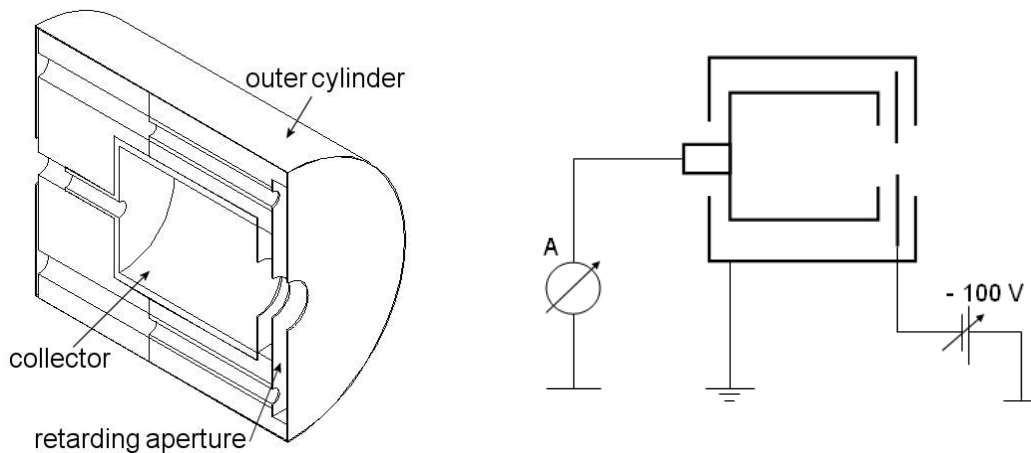 outer cylinder
collector
retarding aperture
A
- 100 V